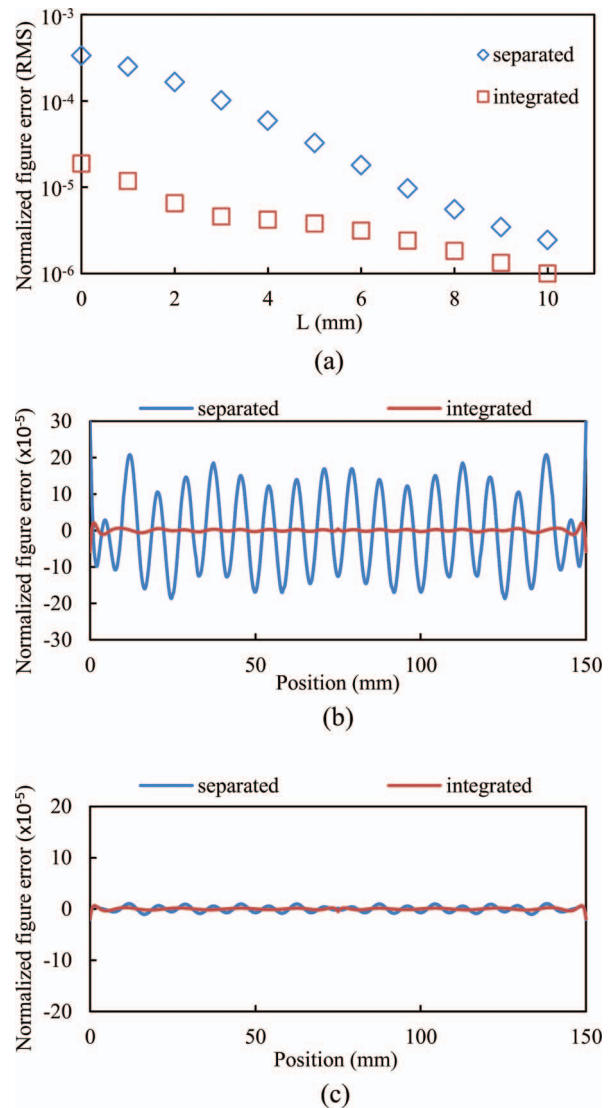 10⁻³
10⁻⁴
10⁻⁵
10⁻⁶
Normalized figure error (RMS)
separated
integrated
0 2 4 6 8 10
L (mm)
(a)
separated integrated
30
20
10
0
-10
-20
-30
Normalized figure error (x10⁻⁵)
0 50 100 150
Position (mm)
(b)
separated integrated
20
10
0
-10
-20
Normalized figure error (x10⁻⁵)
0 50 100 150
Position (mm)
(c)